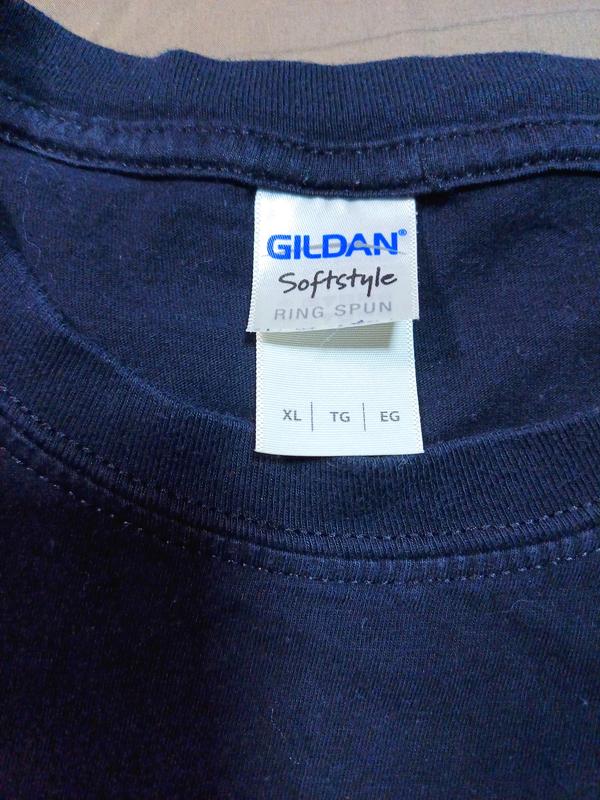 GILDAN®
Softstyle
RING SPUN
XL | TG | EG